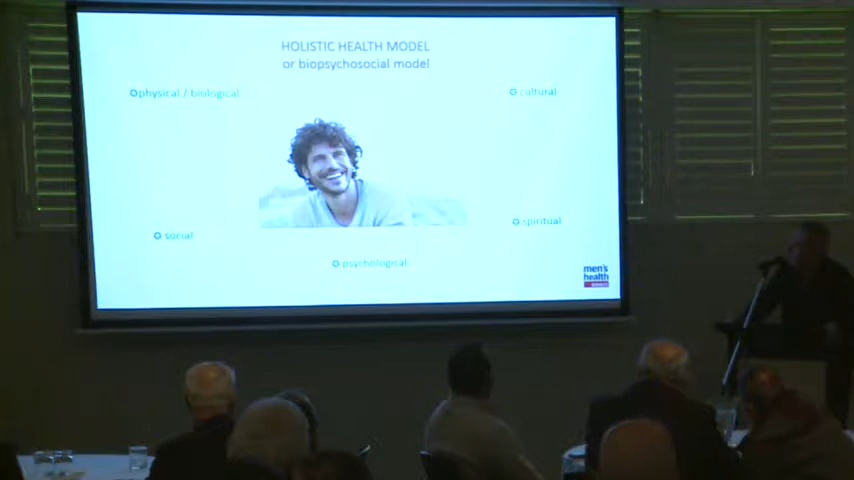 HOLISTIC HEALTH MODEL
or biopsychosocial model
physical / biological
cultural
social
spiritual
psychological
men's
health